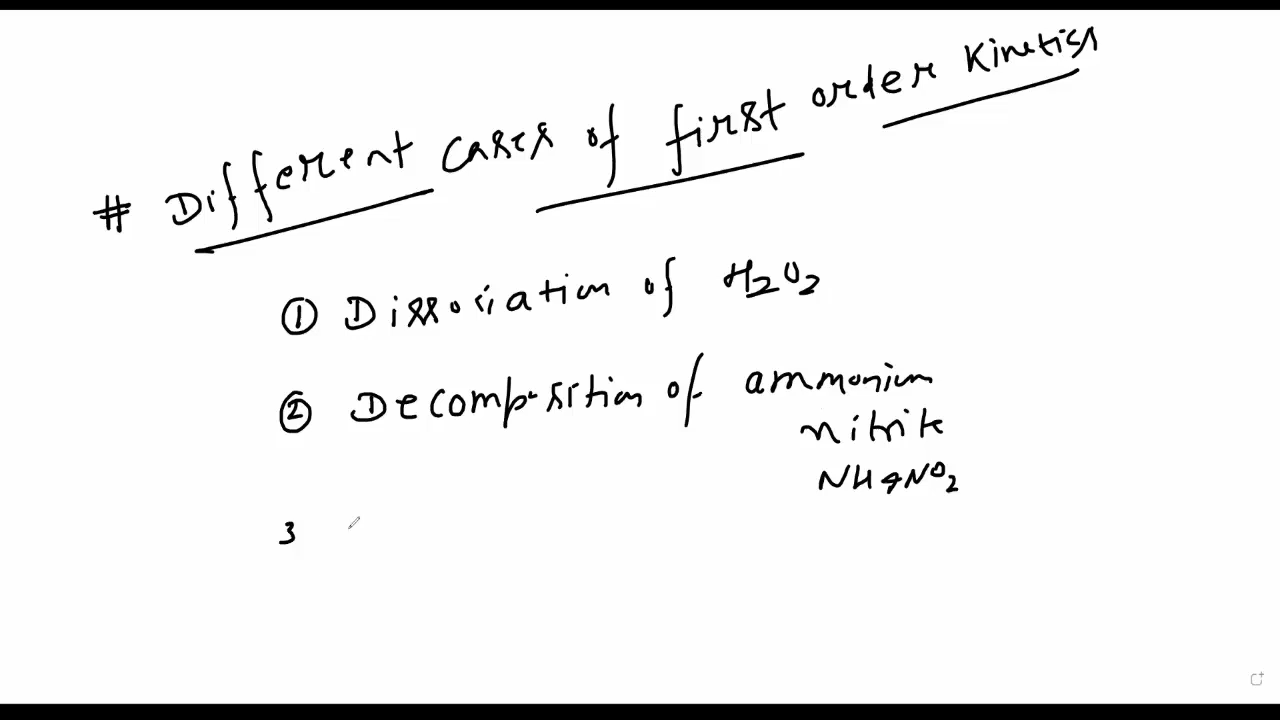 # Different cases of first order Kinetics
① Dissociation of H₂O₂
② Decomposition of ammonium
nitrite
NH₄NO₂
3